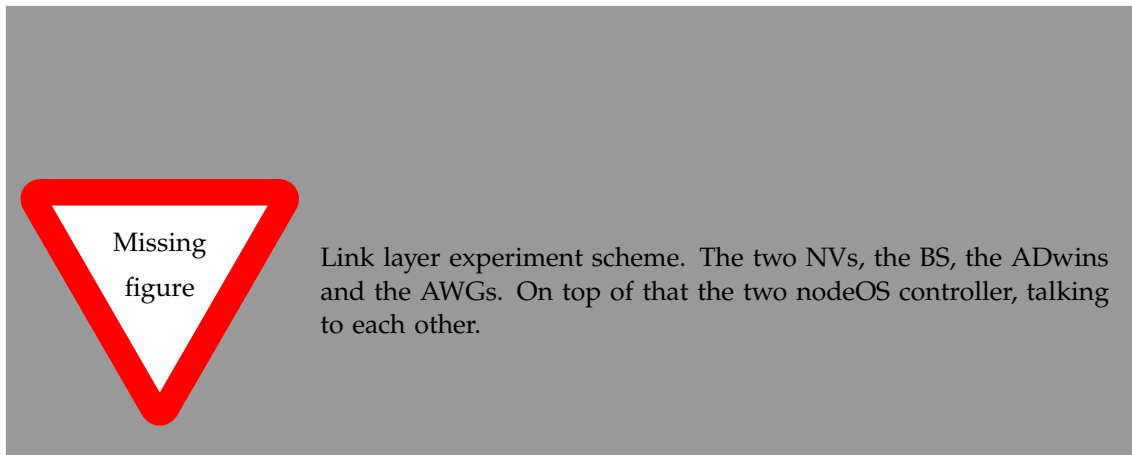 Missing
figure
Link layer experiment scheme. The two NVs, the BS, the ADwins
and the AWGs. On top of that the two nodeOS controller, talking
to each other.